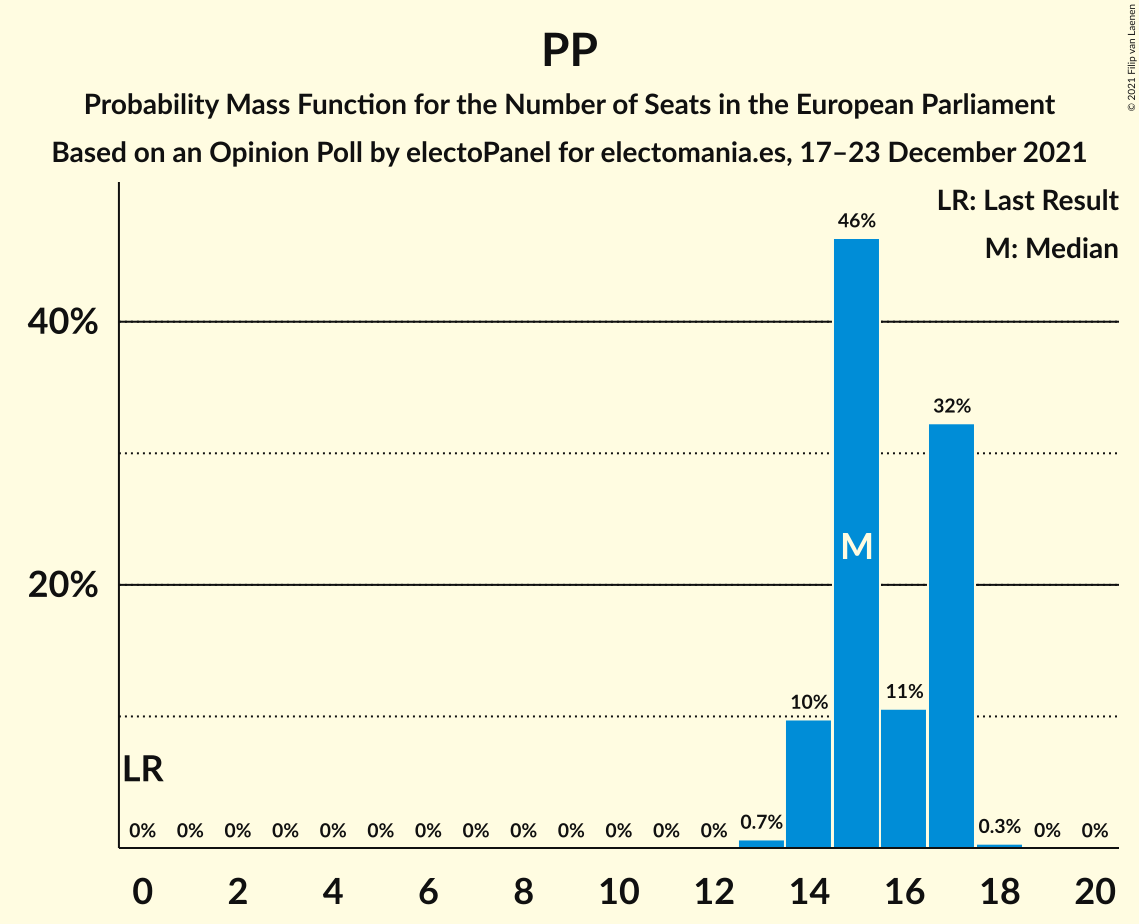 PP
Probability Mass Function for the Number of Seats in the European Parliament
Based on an Opinion Poll by electoPanel for electomania.es, 17–23 December 2021
© 2021 Filip van Laenen
LR: Last Result
M: Median
46%
40%
32%
M
20%
11%
10%
LR
0% 0% 0% 0% 0% 0% 0% 0% 0% 0% 0% 0% 0% 0.7% 0.3% 0% 0%
0 2 4 6 8 10 12 14 16 18 20